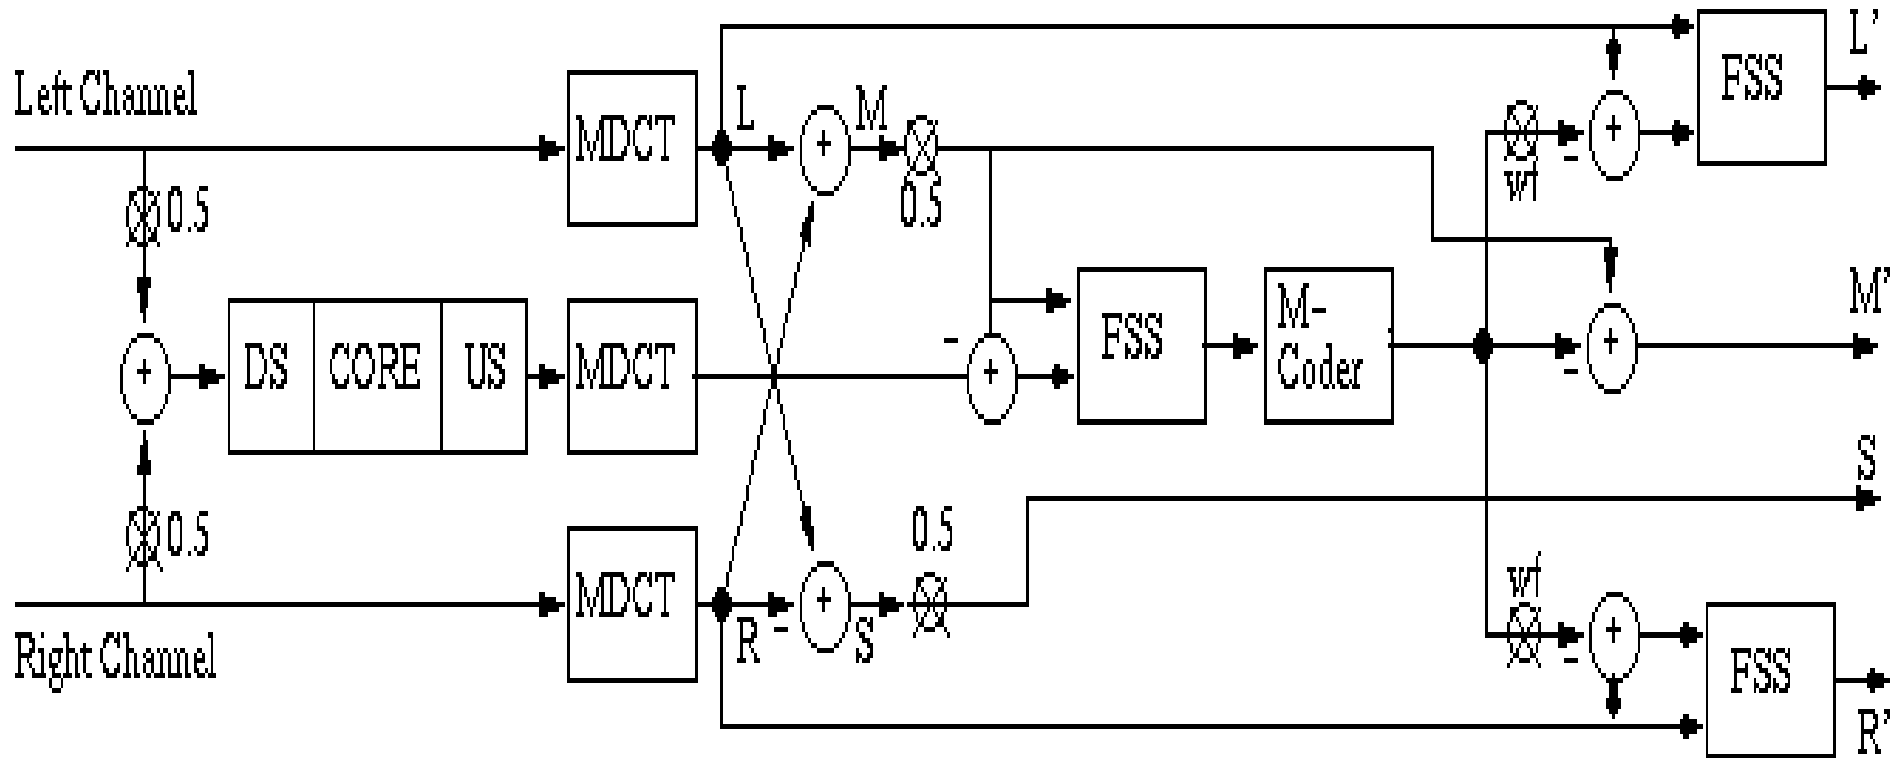 L'
FSS
Left Channel
MDCT
L
+
M
0.5
wf
-
+
0.5
M'
+
DS
CORE
US
MDCT
-
+
FSS
M-
Coder
-
+
S
0.5
0.5
wf
Right Channel
MDCT
R
-
+
S
-
+
FSS
R'